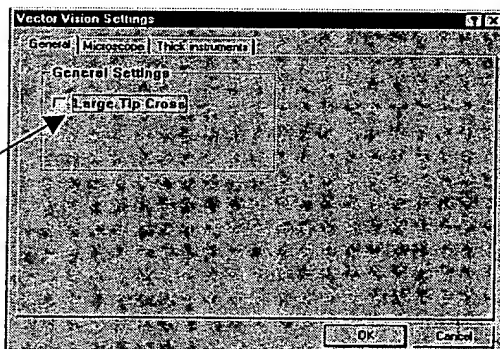 Vector Vision Settings
General Microscope Thick instruments
General Settings
Large Tip Cross
OK Cancel